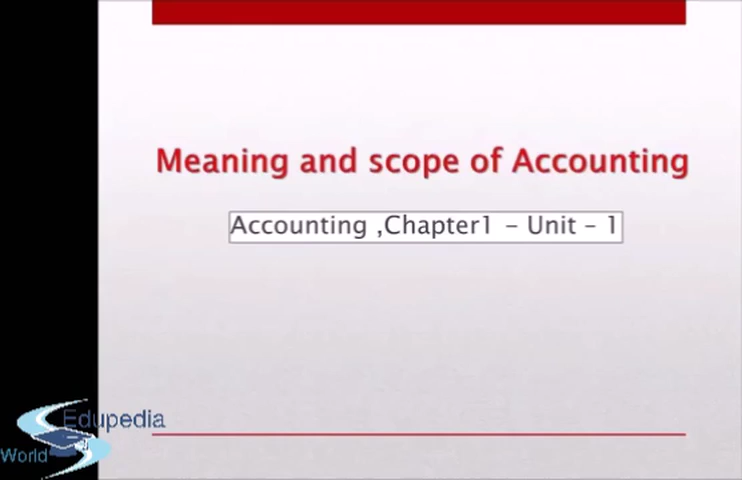 Meaning and scope of Accounting
Accounting ,Chapter1 – Unit – 1
Edupedia
World